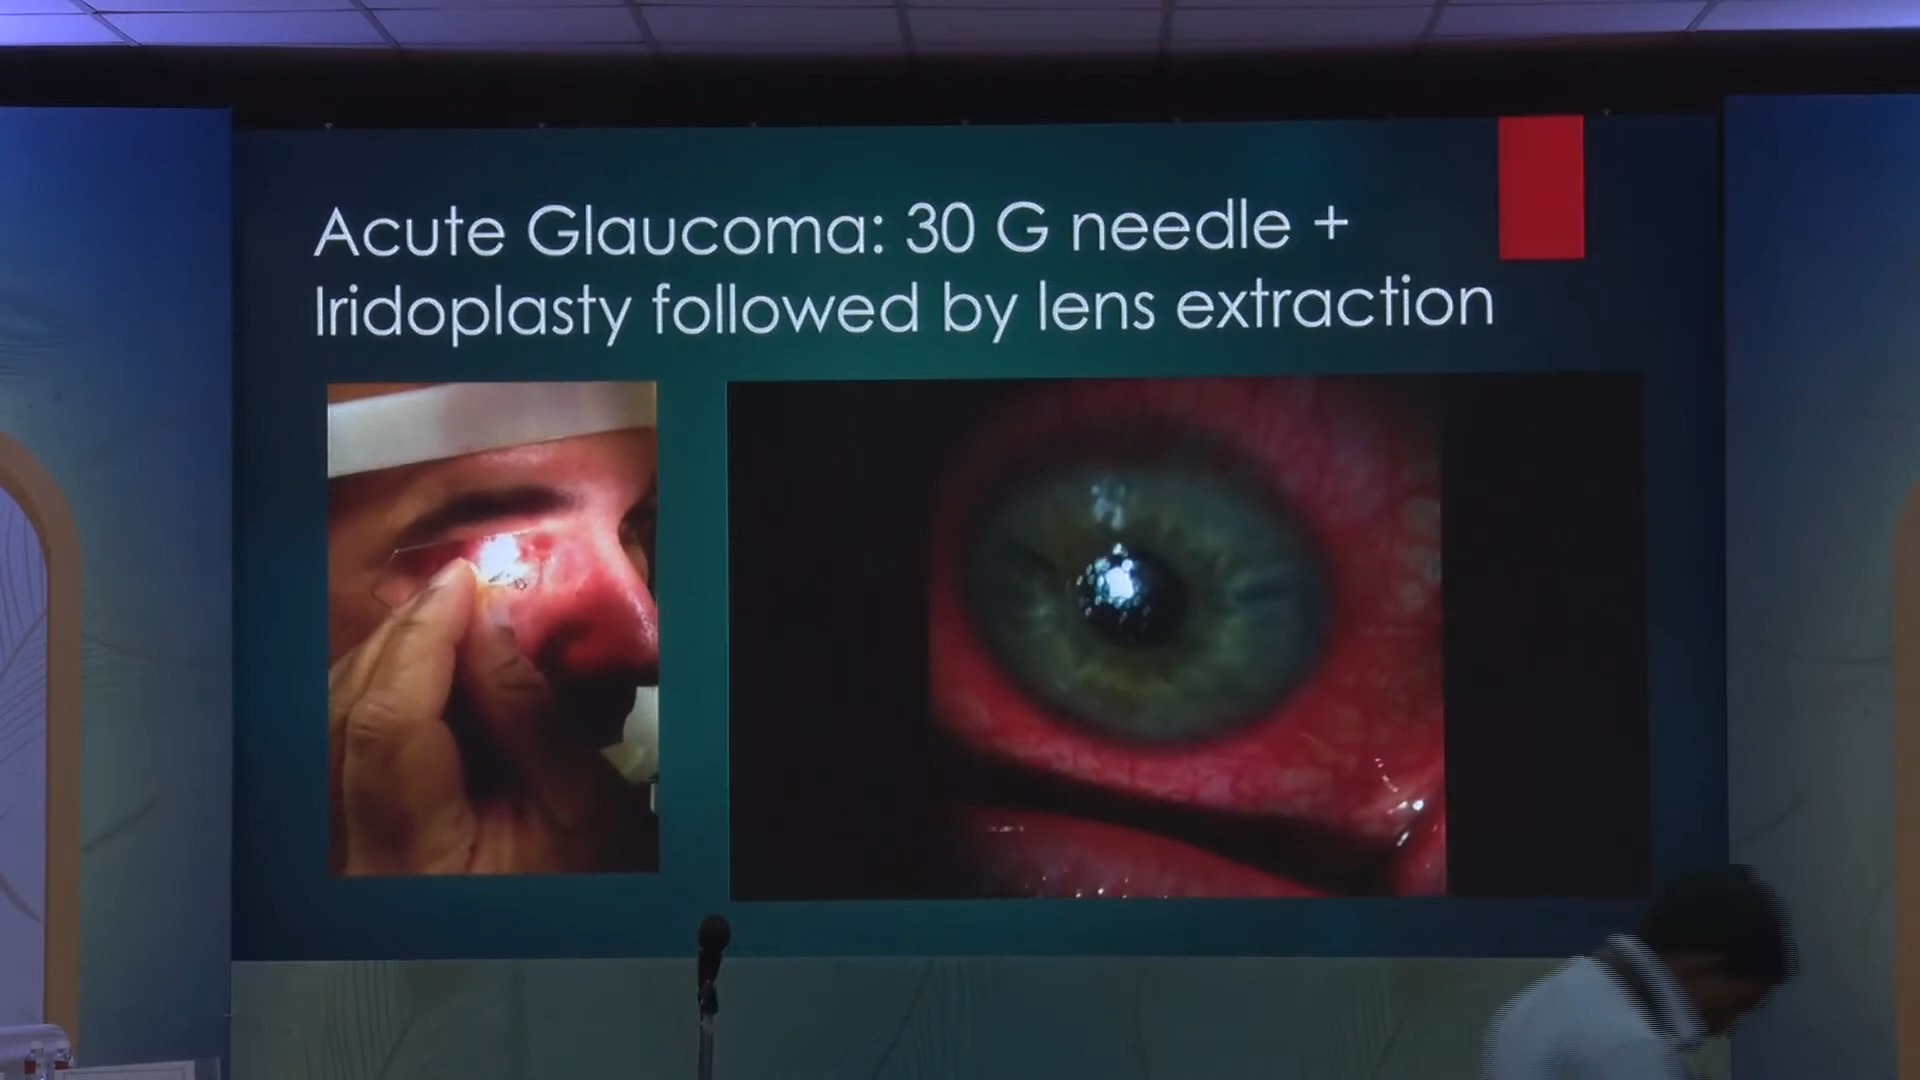 Acute Glaucoma: 30 G needle +
Iridoplasty followed by lens extraction